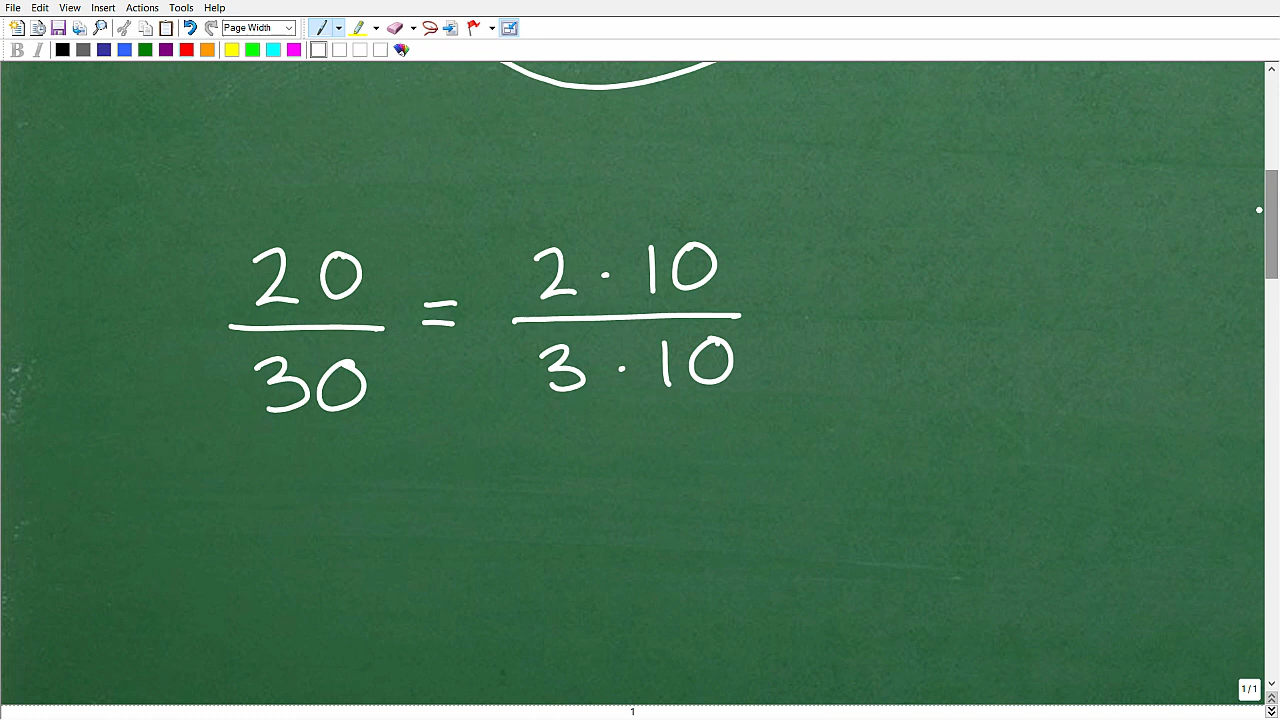 File Edit View Insert Actions Tools Help
Page Width
B I
20/30 = 2 · 10/3 · 10
1/1
1